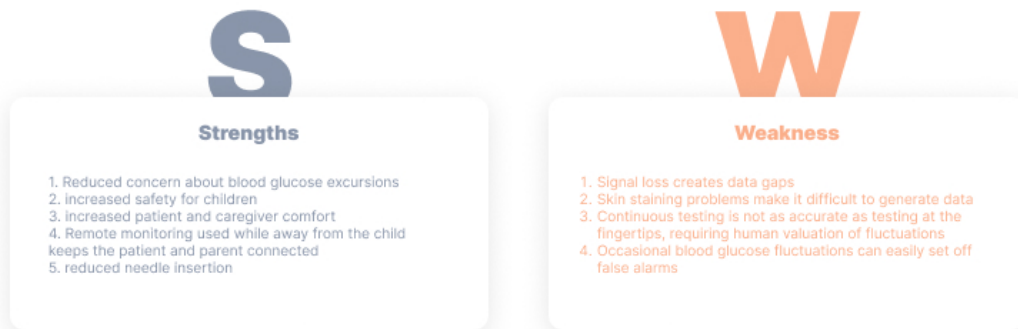 S
Strengths
1. Reduced concern about blood glucose excursions
2. increased safety for children
3. increased patient and caregiver comfort
4. Remote monitoring used while away from the child
keeps the patient and parent connected
5. reduced needle insertion
W
Weakness
1. Signal loss creates data gaps
2. Skin staining problems make it difficult to generate data
3. Continuous testing is not as accurate as testing at the
fingertips, requiring human valuation of fluctuations
4. Occasional blood glucose fluctuations can easily set off
false alarms